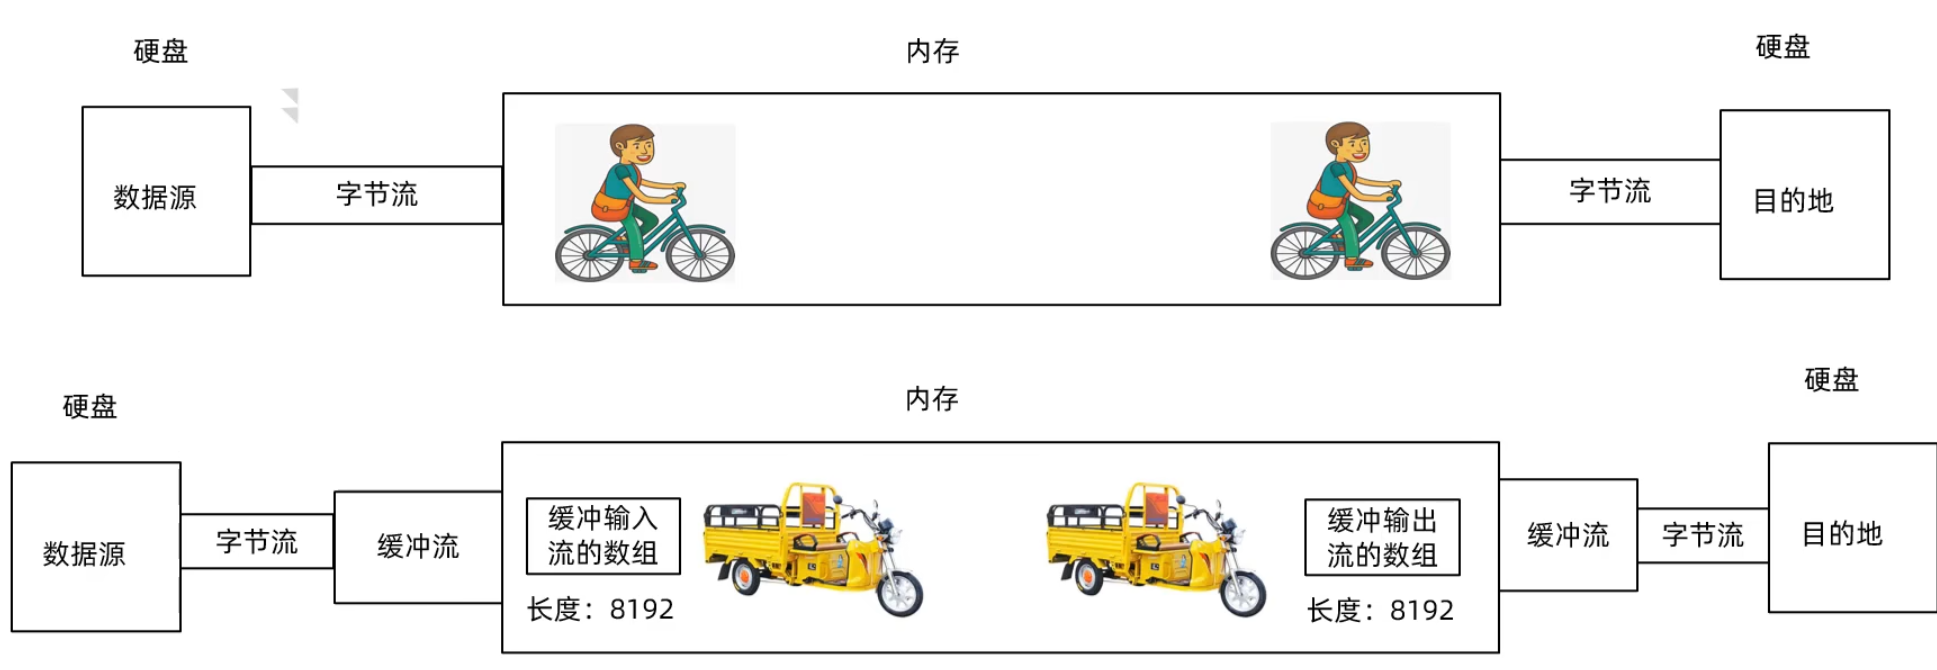 硬盘
内存
硬盘
数据源
字节流
字节流
目的地
硬盘
内存
硬盘
数据源
字节流
缓冲流
缓冲输入
流的数组
长度：8192
缓冲输出
流的数组
长度：8192
缓冲流
字节流
目的地